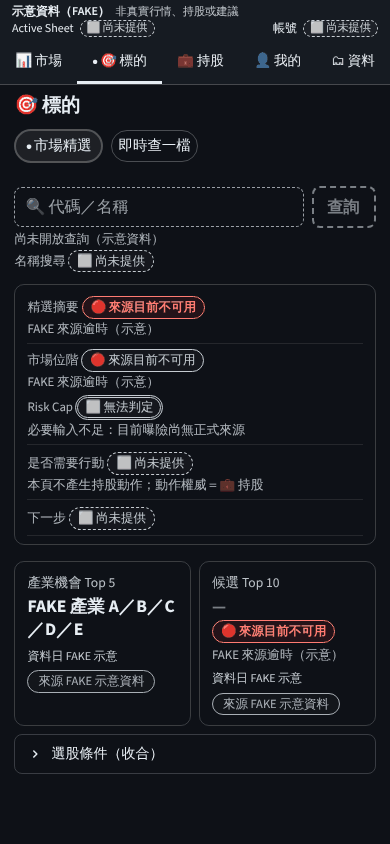 示意資料（FAKE） 非真實行情、持股或建議
Active Sheet ⬜ 尚未提供 帳號 ⬜ 尚未提供
📊 市場 •🎯 標的 💼 持股 👤 我的 🗂 資料
🎯 標的
•市場精選 即時查一檔
🔍 代碼／名稱 查詢
尚未開放查詢（示意資料）
名稱搜尋 ⬜ 尚未提供
精選摘要 🔴 來源目前不可用
FAKE 來源逾時（示意）
市場位階 🔴 來源目前不可用
FAKE 來源逾時（示意）
Risk Cap ⬜ 無法判定
必要輸入不足：目前曝險尚無正式來源
是否需要行動 ⬜ 尚未提供
本頁不產生持股動作；動作權威＝💼 持股
下一步 ⬜ 尚未提供
產業機會 Top 5
FAKE 產業 A／B／C
／D／E
資料日 FAKE 示意
來源 FAKE 示意資料
候選 Top 10
—
🔴 來源目前不可用
FAKE 來源逾時（示意）
資料日 FAKE 示意
來源 FAKE 示意資料
› 選股條件（收合）